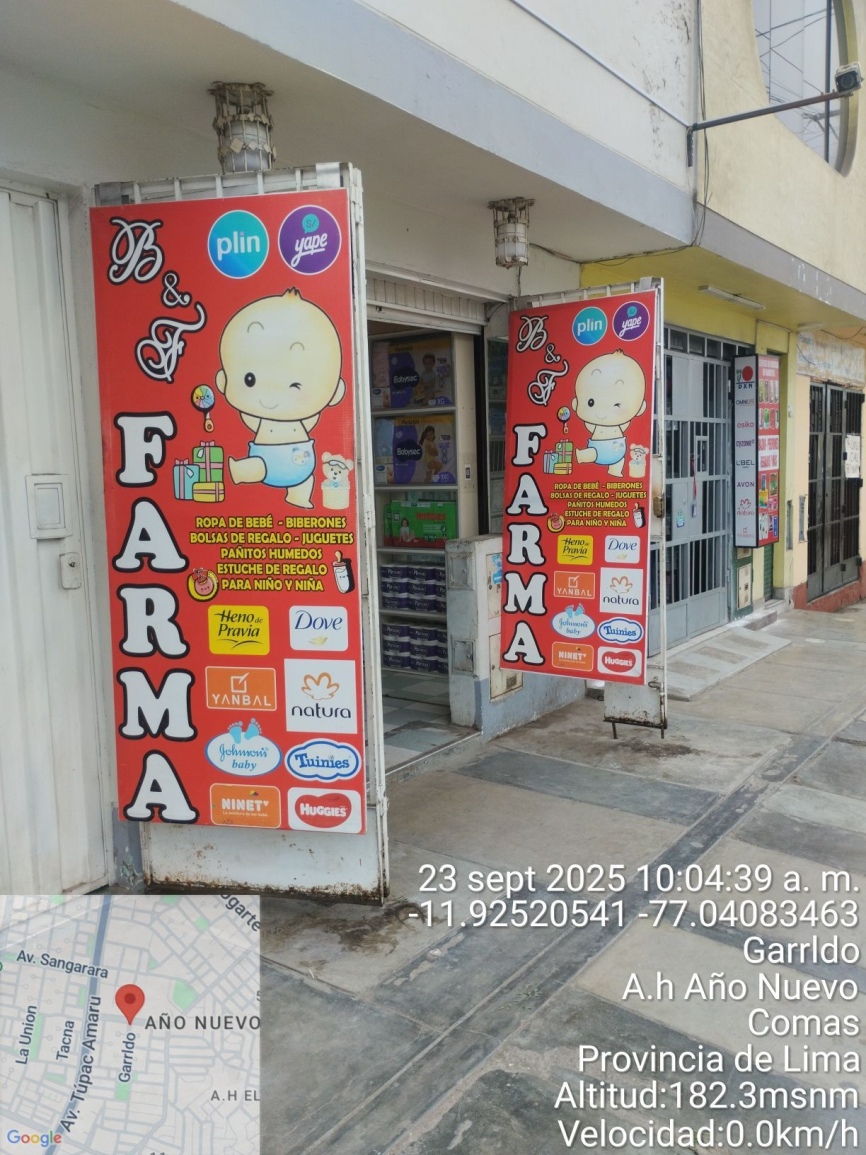 B
&
F
FARMA
plin
yape
ROPA DE BEBÉ - BIBERONES
BOLSAS DE REGALO - JUGUETES
PAÑITOS HUMEDOS
ESTUCHE DE REGALO
PARA NIÑO Y NIÑA
Heno de Pravia
Dove
YANBAL
natura
Johnson's baby
Tuinies
NINET
HUGGIES
Babysec
Babysec
B
&
F
FARMA
plin
yape
ROPA DE BEBÉ - BIBERONES
BOLSAS DE REGALO - JUGUETES
PAÑITOS HUMEDOS
ESTUCHE DE REGALO
PARA NIÑO Y NIÑA
Heno de Pravia
Dove
YANBAL
natura
Johnson's baby
Tuinies
NINET
HUGGIES
esika
CYZONE
L'BEL
AVON
natura
23 sept 2025 10:04:39 a. m.
-11.92520541 -77.04083463
Garrldo
A.h Año Nuevo
Comas
Provincia de Lima
Altitud:182.3msnm
Velocidad:0.0km/h
Av. Sangarara
La Union
Tacna
Av. Túpac Amaru
Garrldo
AÑO NUEVO
A.H EL
Google